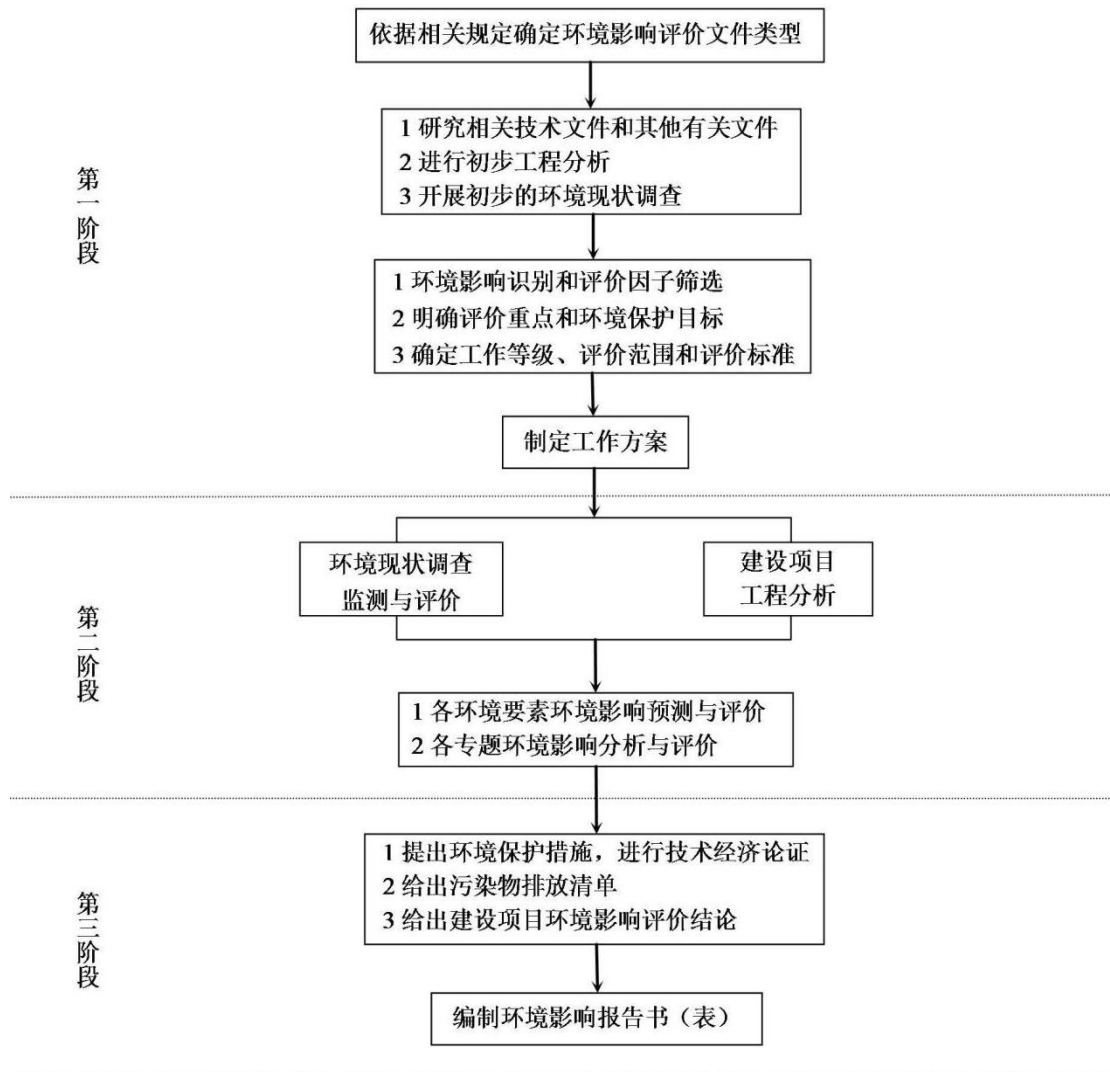 依据相关规定确定环境影响评价文件类型
第一阶段
1 研究相关技术文件和其他有关文件
2 进行初步工程分析
3 开展初步的环境现状调查
1 环境影响识别和评价因子筛选
2 明确评价重点和环境保护目标
3 确定工作等级、评价范围和评价标准
制定工作方案
第二阶段
环境现状调查
监测与评价
建设项目
工程分析
1 各环境要素环境影响预测与评价
2 各专题环境影响分析与评价
第三阶段
1 提出环境保护措施，进行技术经济论证
2 给出污染物排放清单
3 给出建设项目环境影响评价结论
编制环境影响报告书（表）